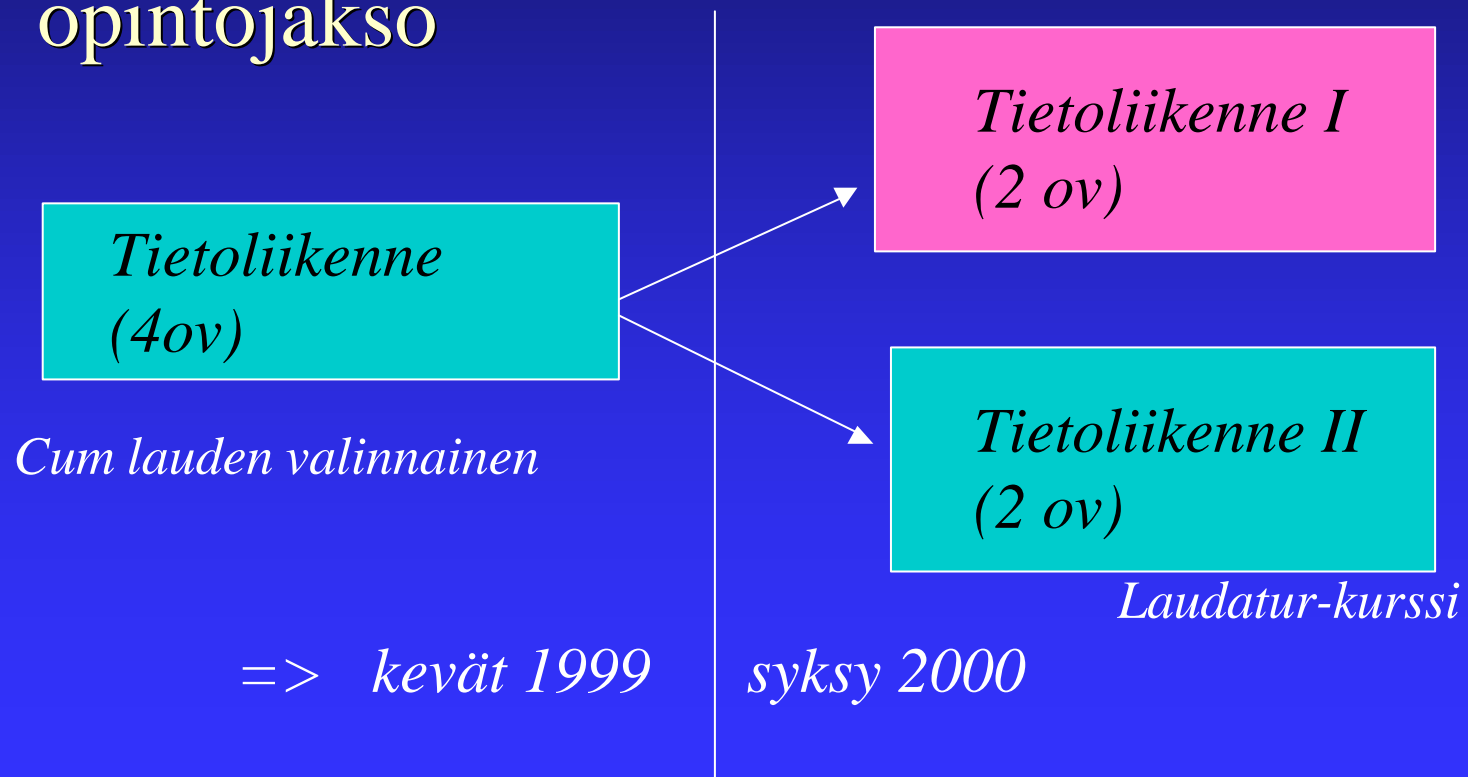 opintojakso
Tietoliikenne
(4ov)
Cum lauden valinnainen
=> kevät 1999
Tietoliikenne I
(2 ov)
Tietoliikenne II
(2 ov)
Laudatur-kurssi
syksy 2000